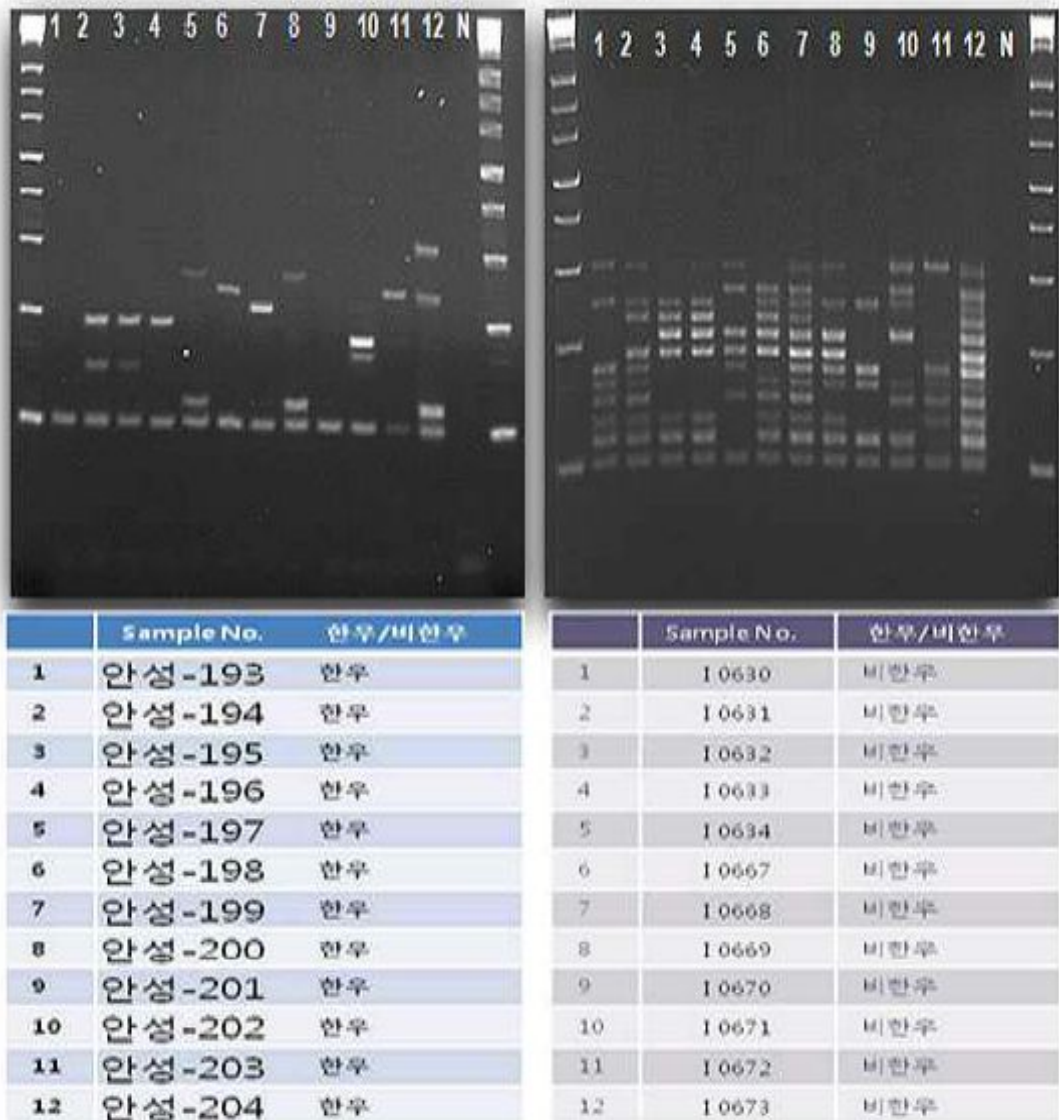 1 2 3 4 5 6 7 8 9 10 11 12 N
1 2 3 4 5 6 7 8 9 10 11 12 N
Sample No. 한우/비한우
1 안성-193 한우
2 안성-194 한우
3 안성-195 한우
4 안성-196 한우
5 안성-197 한우
6 안성-198 한우
7 안성-199 한우
8 안성-200 한우
9 안성-201 한우
10 안성-202 한우
11 안성-203 한우
12 안성-204 한우
Sample No. 한우/비한우
1 I 0630 비한우
2 I 0631 비한우
3 I 0632 비한우
4 I 0633 비한우
5 I 0634 비한우
6 I 0667 비한우
7 I 0668 비한우
8 I 0669 비한우
9 I 0670 비한우
10 I 0671 비한우
11 I 0672 비한우
12 I 0673 비한우